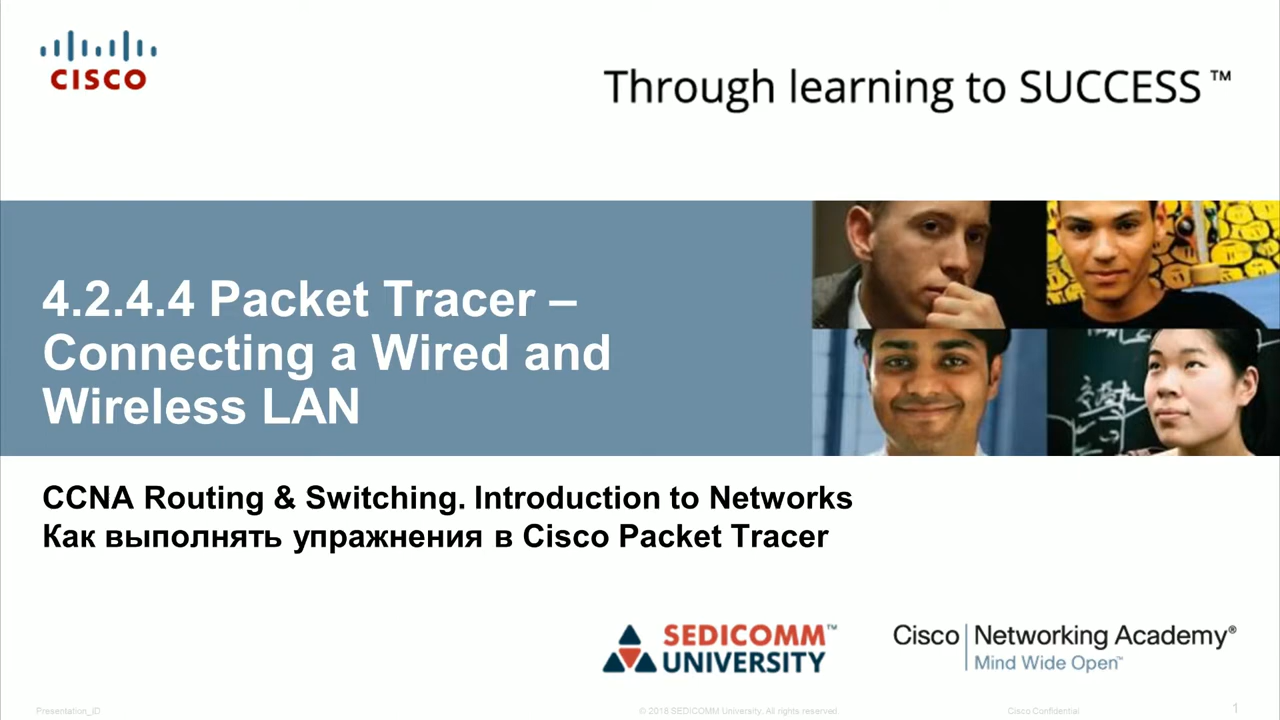 CISCO
Through learning to SUCCESS™
4.2.4.4 Packet Tracer –
Connecting a Wired and
Wireless LAN
CCNA Routing & Switching. Introduction to Networks
Как выполнять упражнения в Cisco Packet Tracer
SEDICOMM™
UNIVERSITY
Cisco Networking Academy®
Mind Wide Open™
Presentation_ID
© 2018 SEDICOMM University. All rights reserved
Cisco Confidential
1